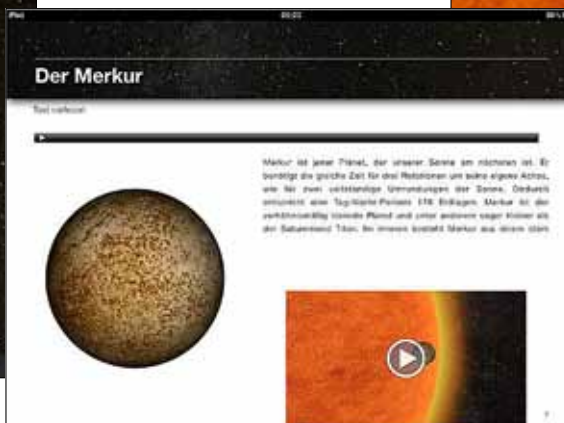 iPad
Der Merkur
Text vorlesen
Merkur ist jener Planet, der unserer Sonne am nächsten ist. Er
benötigt die gleiche Zeit für drei Rotationen um seine eigene Achse,
wie für zwei vollständige Umrundungen der Sonne. Dadurch
entspricht eine Tag-Nacht-Periode 176 Erdtagen. Merkur ist der
verhältnismäßig kleinste Planet und unter anderem sogar kleiner als
der Saturnmond Titan. Im Inneren besteht Merkur aus einem stark